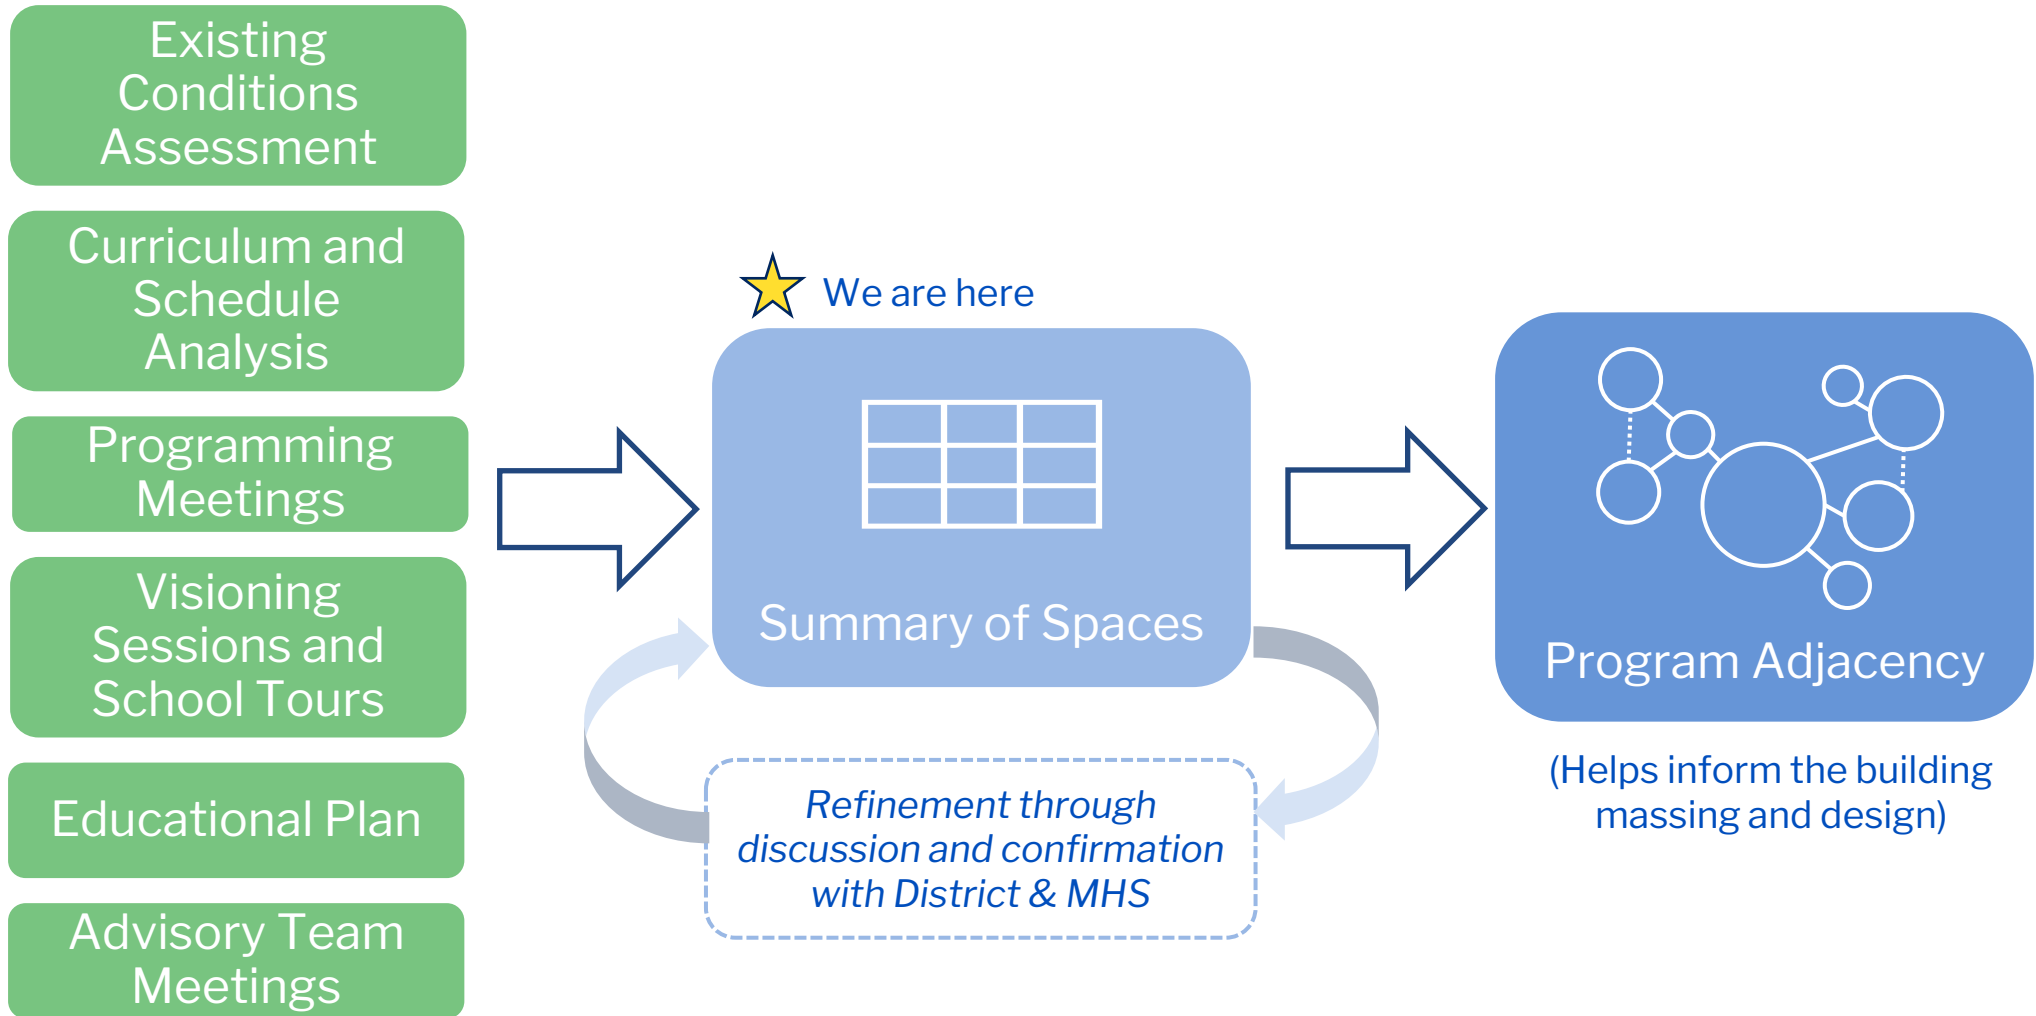 Existing
Conditions
Assessment
Curriculum and
Schedule
Analysis
Programming
Meetings
Visioning
Sessions and
School Tours
Educational Plan
Advisory Team
Meetings
We are here
Summary of Spaces
Refinement through
discussion and confirmation
with District & MHS
Program Adjacency
(Helps inform the building
massing and design)